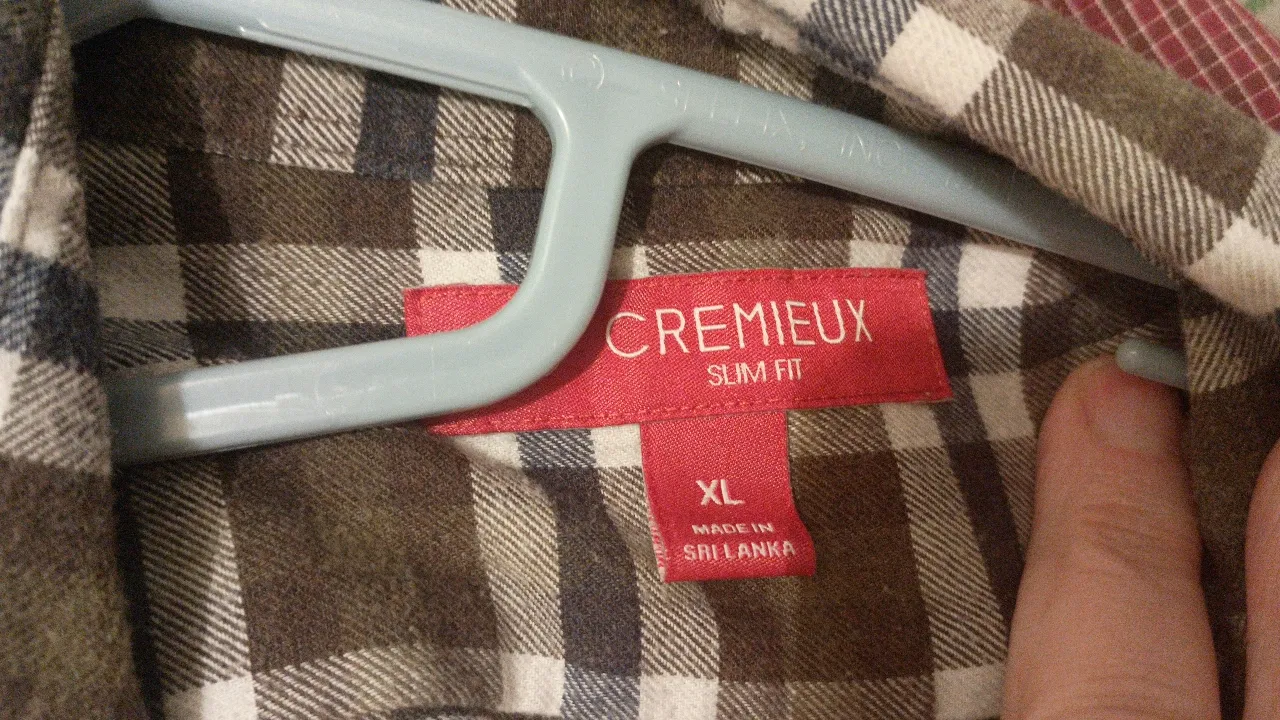 CREMIEUX
SLIM FIT
XL
MADE IN
SRI LANKA